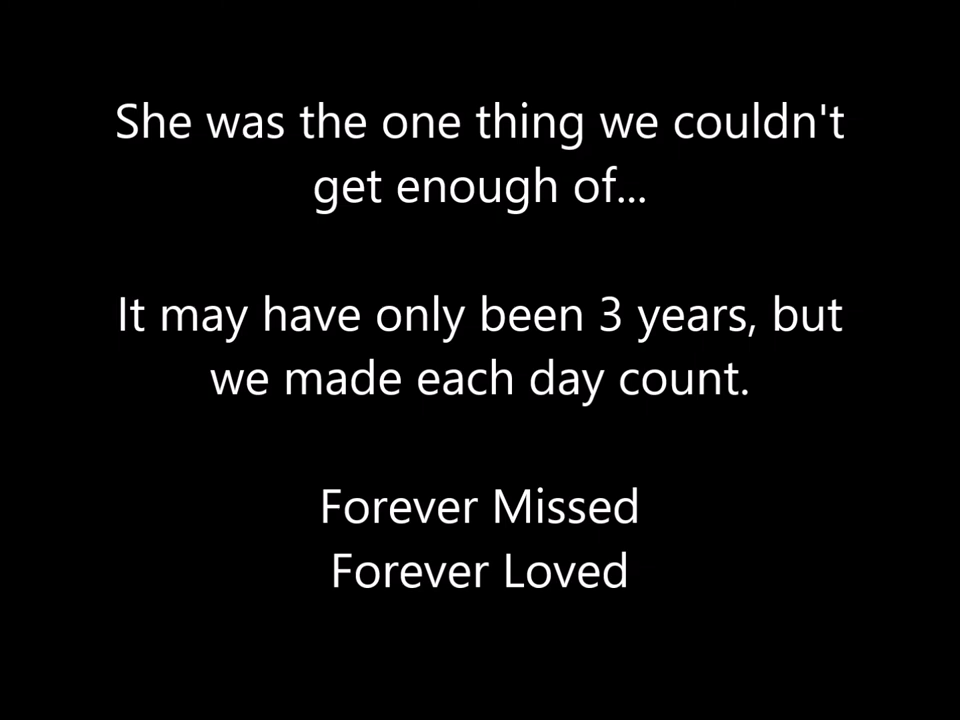 She was the one thing we couldn't
get enough of...
It may have only been 3 years, but
we made each day count.
Forever Missed
Forever Loved